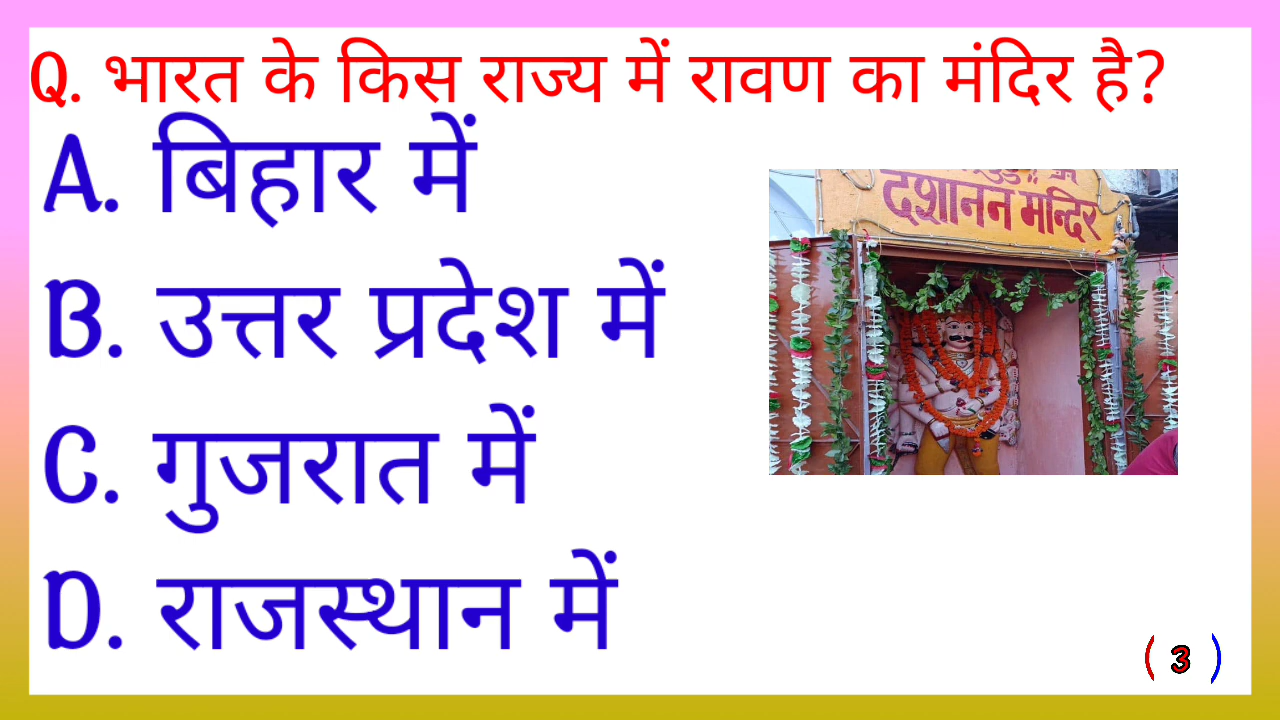 Q. भारत के किस राज्य में रावण का मंदिर है?
A. बिहार में
B. उत्तर प्रदेश में
C. गुजरात में
D. राजस्थान में
दशानन मन्दिर
( 3 )